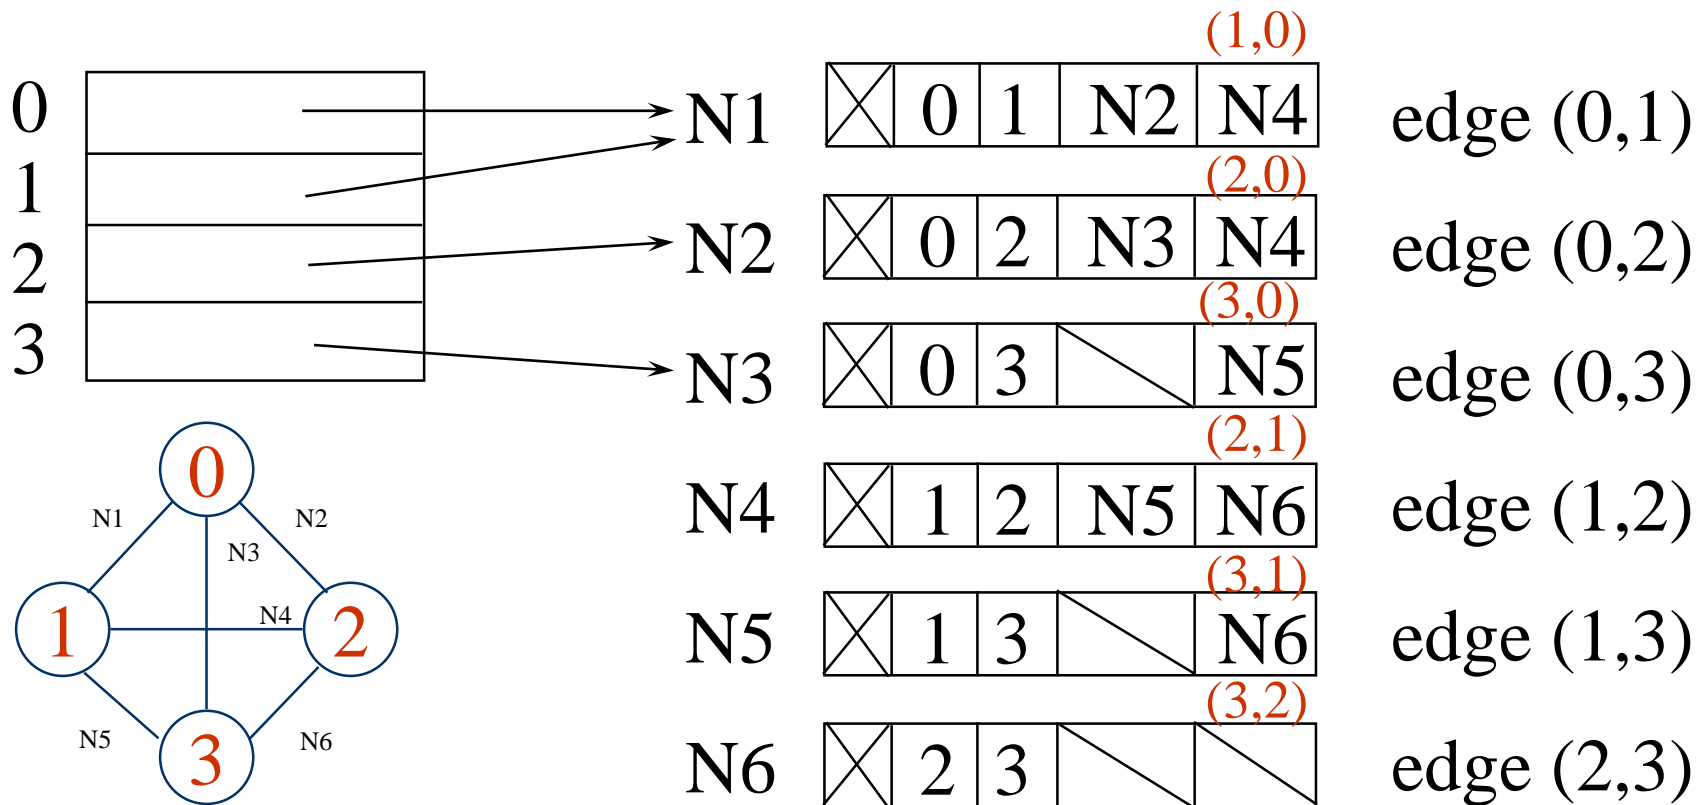 (1,0)
0 N1 0 1 N2 N4 edge (0,1)
(2,0)
1
2 N2 0 2 N3 N4 edge (0,2)
(3,0)
3 N3 0 3 N5 edge (0,3)
(2,1)
0
N1 N2 N4 1 2 N5 N6 edge (1,2)
N3
(3,1)
N4
1 2 N5 1 3 N6 edge (1,3)
(3,2)
N5 N6
3 N6 2 3 edge (2,3)